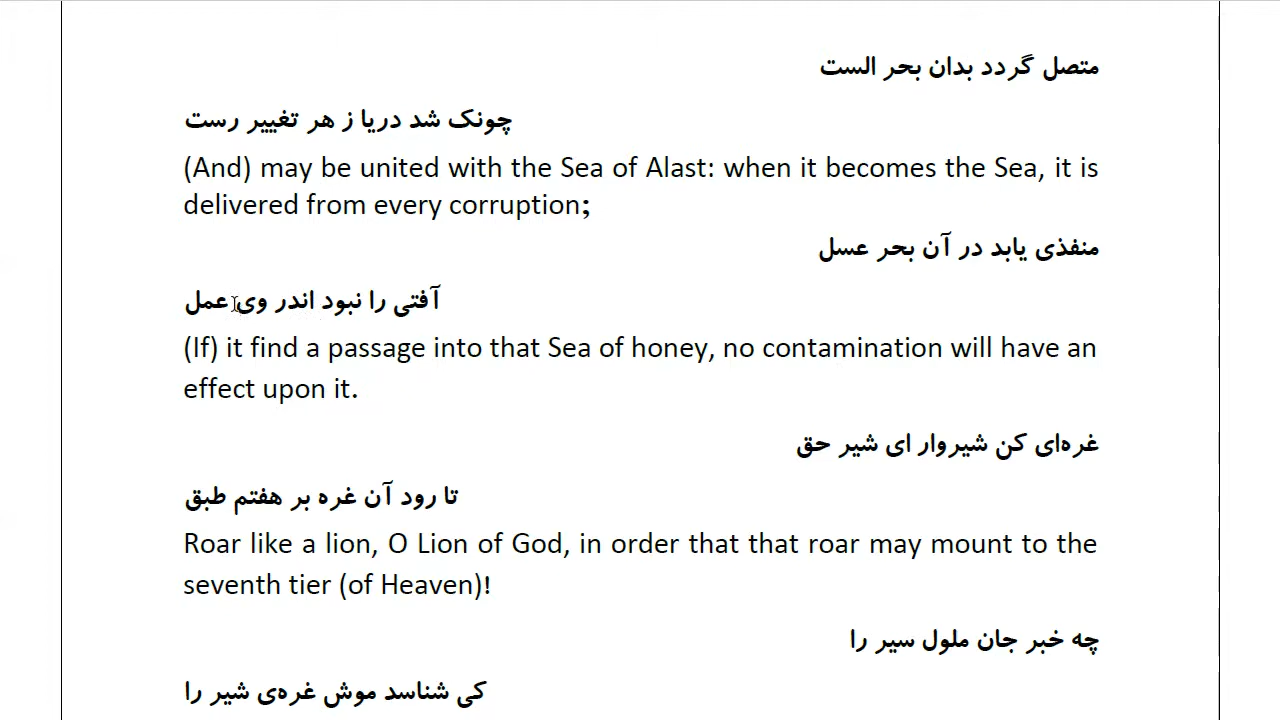 متصل گردد بدان بحر الست
چونک شد دریا ز هر تغییر رست
(And) may be united with the Sea of Alast: when it becomes the Sea, it is
delivered from every corruption;
منفذی یابد در آن بحر عسل
آفتی را نبود اندر وی عمل
(If) it find a passage into that Sea of honey, no contamination will have an
effect upon it.
غره‌ای کن شیروار ای شیر حق
تا رود آن غره بر هفتم طبق
Roar like a lion, O Lion of God, in order that that roar may mount to the
seventh tier (of Heaven)!
چه خبر جان ملول سیر را
کی شناسد موش غره‌ی شیر را